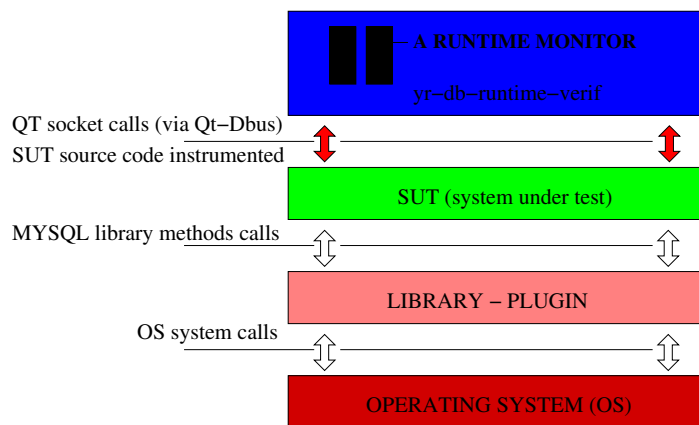 A RUNTIME MONITOR
yr−db−runtime−verif
QT socket calls (via Qt−Dbus)
SUT source code instrumented
SUT (system under test)
MYSQL library methods calls
LIBRARY − PLUGIN
OS system calls
OPERATING SYSTEM (OS)